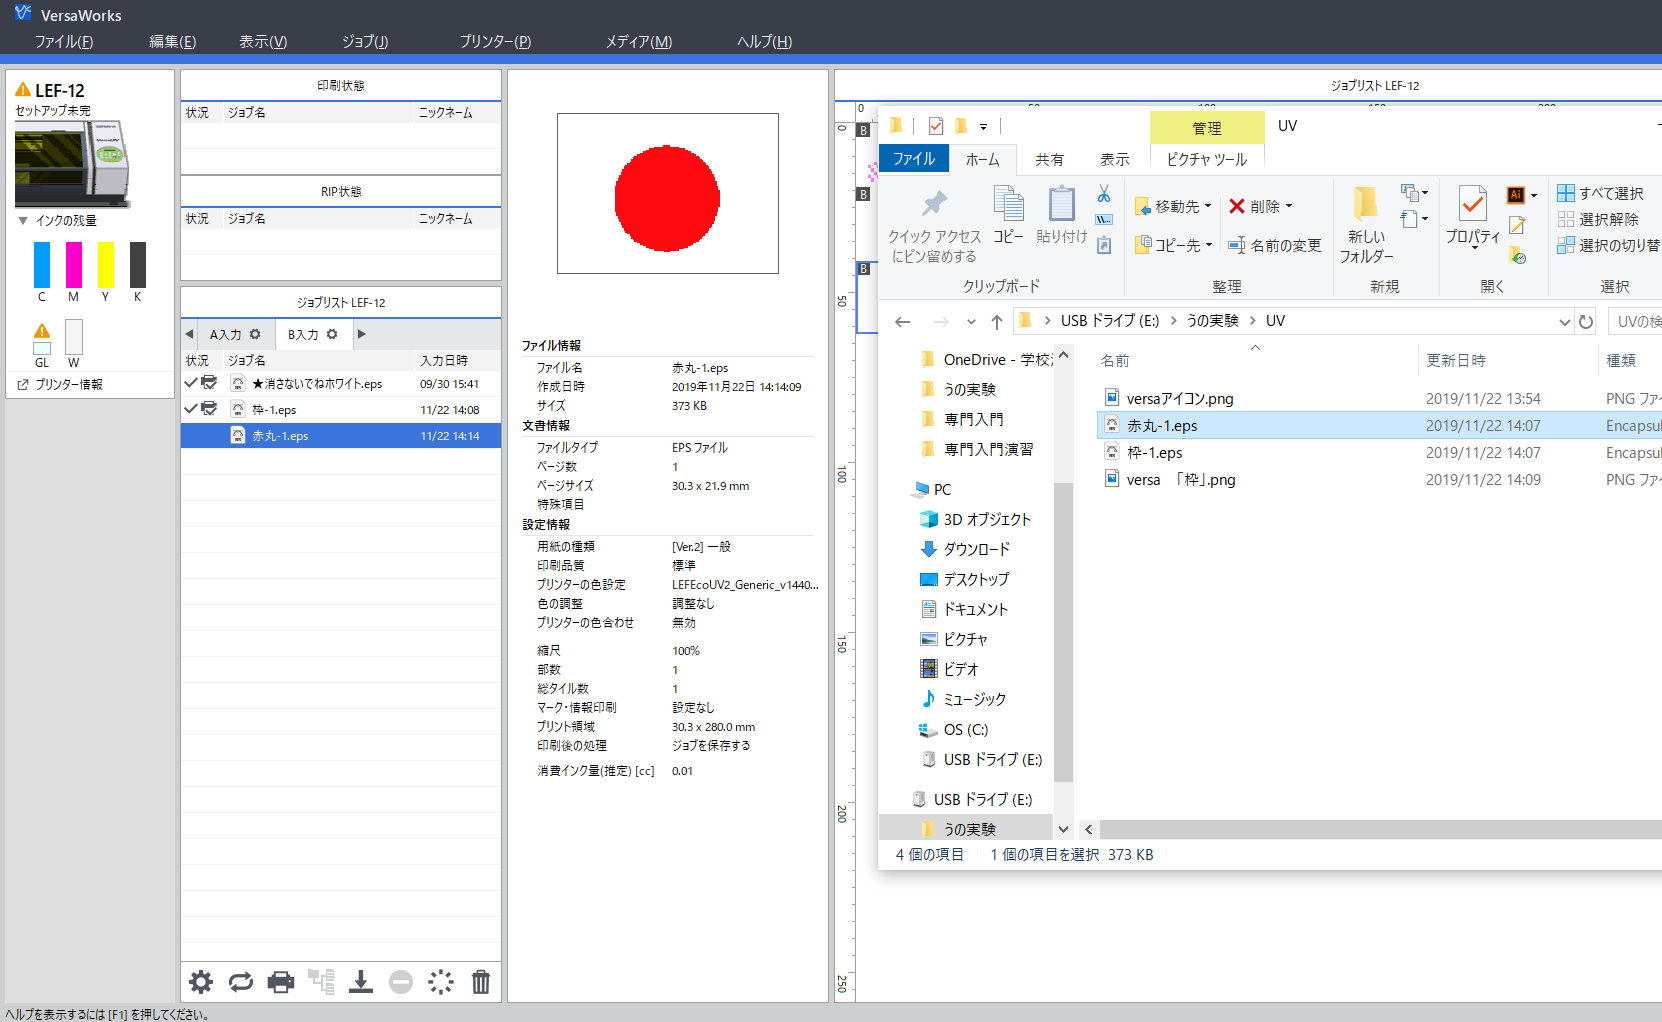 VersaWorks
ファイル(F) 編集(E) 表示(V) ジョブ(J) プリンター(P) メディア(M) ヘルプ(H)
LEF-12
セットアップ未完
インクの残量
C M Y K
GL W
プリンター情報
印刷状態
状況 ジョブ名 ニックネーム
RIP状態
状況 ジョブ名 ニックネーム
ジョブリスト LEF-12
A入力 B入力
状況 ジョブ名 入力日時
★消さないでねホワイト.eps 09/30 15:41
枠-1.eps 11/22 14:08
赤丸-1.eps 11/22 14:14
ファイル情報
ファイル名 赤丸-1.eps
作成日時 2019年11月22日 14:14:09
サイズ 373 KB
文書情報
ファイルタイプ EPS ファイル
ページ数 1
ページサイズ 30.3 x 21.9 mm
特殊項目
設定情報
用紙の種類 [Ver.2] 一般
印刷品質 標準
プリンターの色設定 LEFEcoUV2_Generic_v1440...
色の調整 調整なし
プリンターの色合わせ 無効
縮尺 100%
部数 1
総タイル数 1
マーク・情報印刷 設定なし
プリント領域 30.3 x 280.0 mm
印刷後の処理 ジョブを保存する
消費インク量(推定) [cc] 0.01
ジョブリスト LEF-12
0
0
50
100
150
200
250
B
B
B
管理 UV
ファイル ホーム 共有 表示 ピクチャ ツール
クイック アクセス
にピン留めする
コピー 貼り付け
クリップボード
移動先 削除
コピー先 名前の変更
整理
新しい
フォルダー
新規
プロパティ
Ai
開く
すべて選択
選択解除
選択の切り替
選択
USB ドライブ (E:) うの実験 UV
UVの検
OneDrive - 学校
うの実験
専門入門
専門入門演習
PC
3D オブジェクト
ダウンロード
デスクトップ
ドキュメント
ピクチャ
ビデオ
ミュージック
OS (C:)
USB ドライブ (E:)
USB ドライブ (E:)
うの実験
名前 更新日時 種類
versaアイコン.png 2019/11/22 13:54 PNG ファ
赤丸-1.eps 2019/11/22 14:07 Encapsul
枠-1.eps 2019/11/22 14:07 Encapsul
versa 「枠」.png 2019/11/22 14:09 PNG ファ
4 個の項目 1 個の項目を選択 373 KB
ヘルプを表示するには [F1] を押してください。